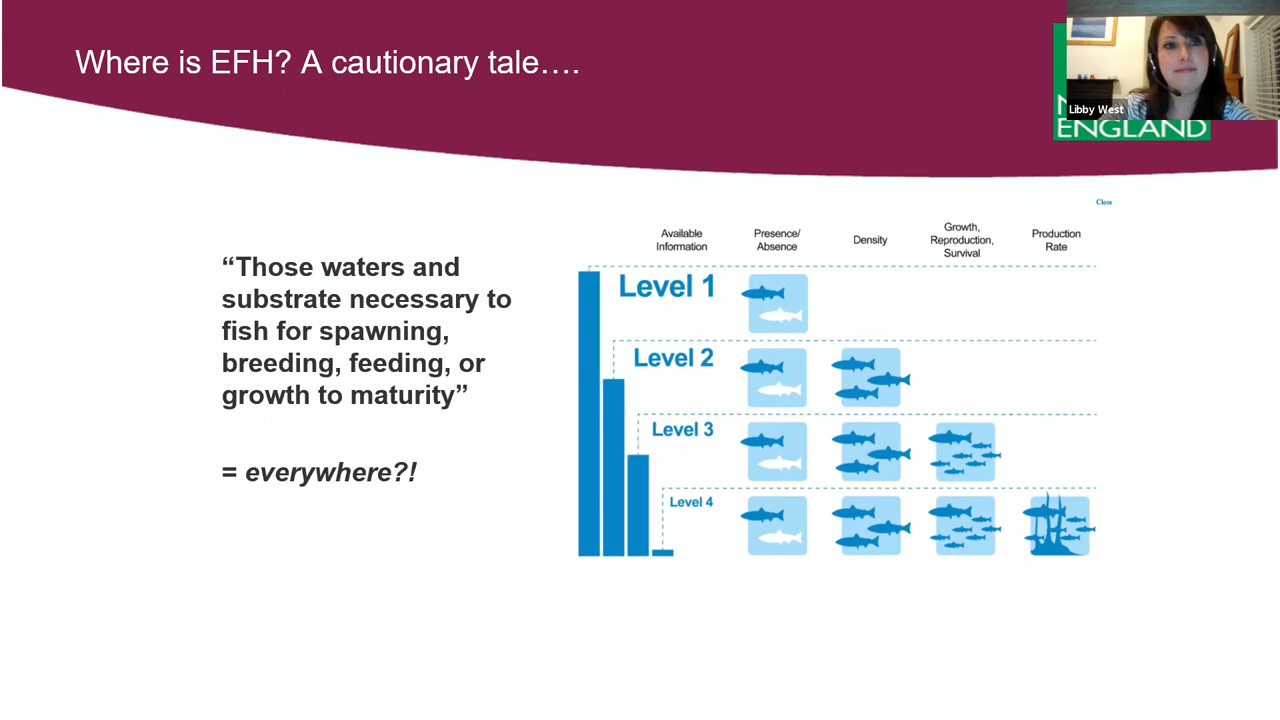 Where is EFH? A cautionary tale….
Libby West
ENGLAND
“Those waters and
substrate necessary to
fish for spawning,
breeding, feeding, or
growth to maturity”
= everywhere?!
Close
Available
Information
Presence/
Absence
Density
Growth,
Reproduction,
Survival
Production
Rate
Level 1
Level 2
Level 3
Level 4